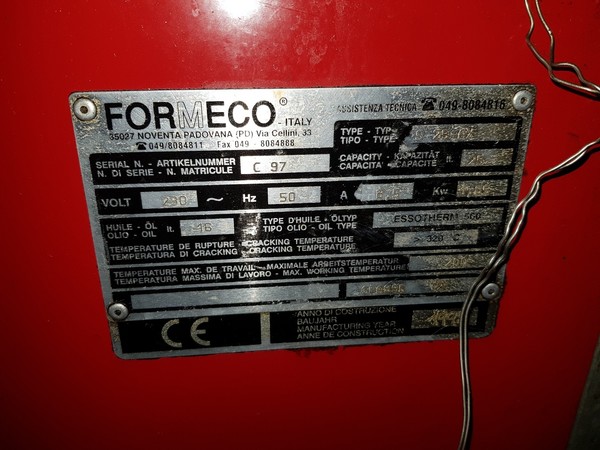 FORMECO® - ITALY
ASSISTENZA TECNICA ☎ 049-8084815
35027 NOVENTA PADOVANA (PD) Via Cellini, 33
☎ 049/8084811 Fax 049 - 8084888
TYPE - TYP
TIPO - TYPE
SERIAL N. - ARTIKELNUMMER
N. DI SERIE - N. MATRICULE
C 97
CAPACITY - KAPAZITÄT
CAPACITA' - CAPACITÉ
lt.
VOLT 230 ~ Hz 50 A Kw
HUILE - ÖL
OLIO - OIL
lt. 16
TYPE D'HUILE - ÖLTYP
TIPO OLIO - OIL TYPE
ESSOTHERM 500
TEMPERATURE DE RUPTURE - CRACKING TEMPERATURE
TEMPERATURA DI CRACKING - CRACKING TEMPERATURE
320 °C
TEMPERATURE MAX. DE TRAVAIL - MAXIMALE ARBEITSTEMPERATUR
TEMPERATURA MASSIMA DI LAVORO - MAX. WORKING TEMPERATURE
CE
ANNO DI COSTRUZIONE
BAUJAHR
MANUFACTURING YEAR
ANNE DE CONSTRUCTION